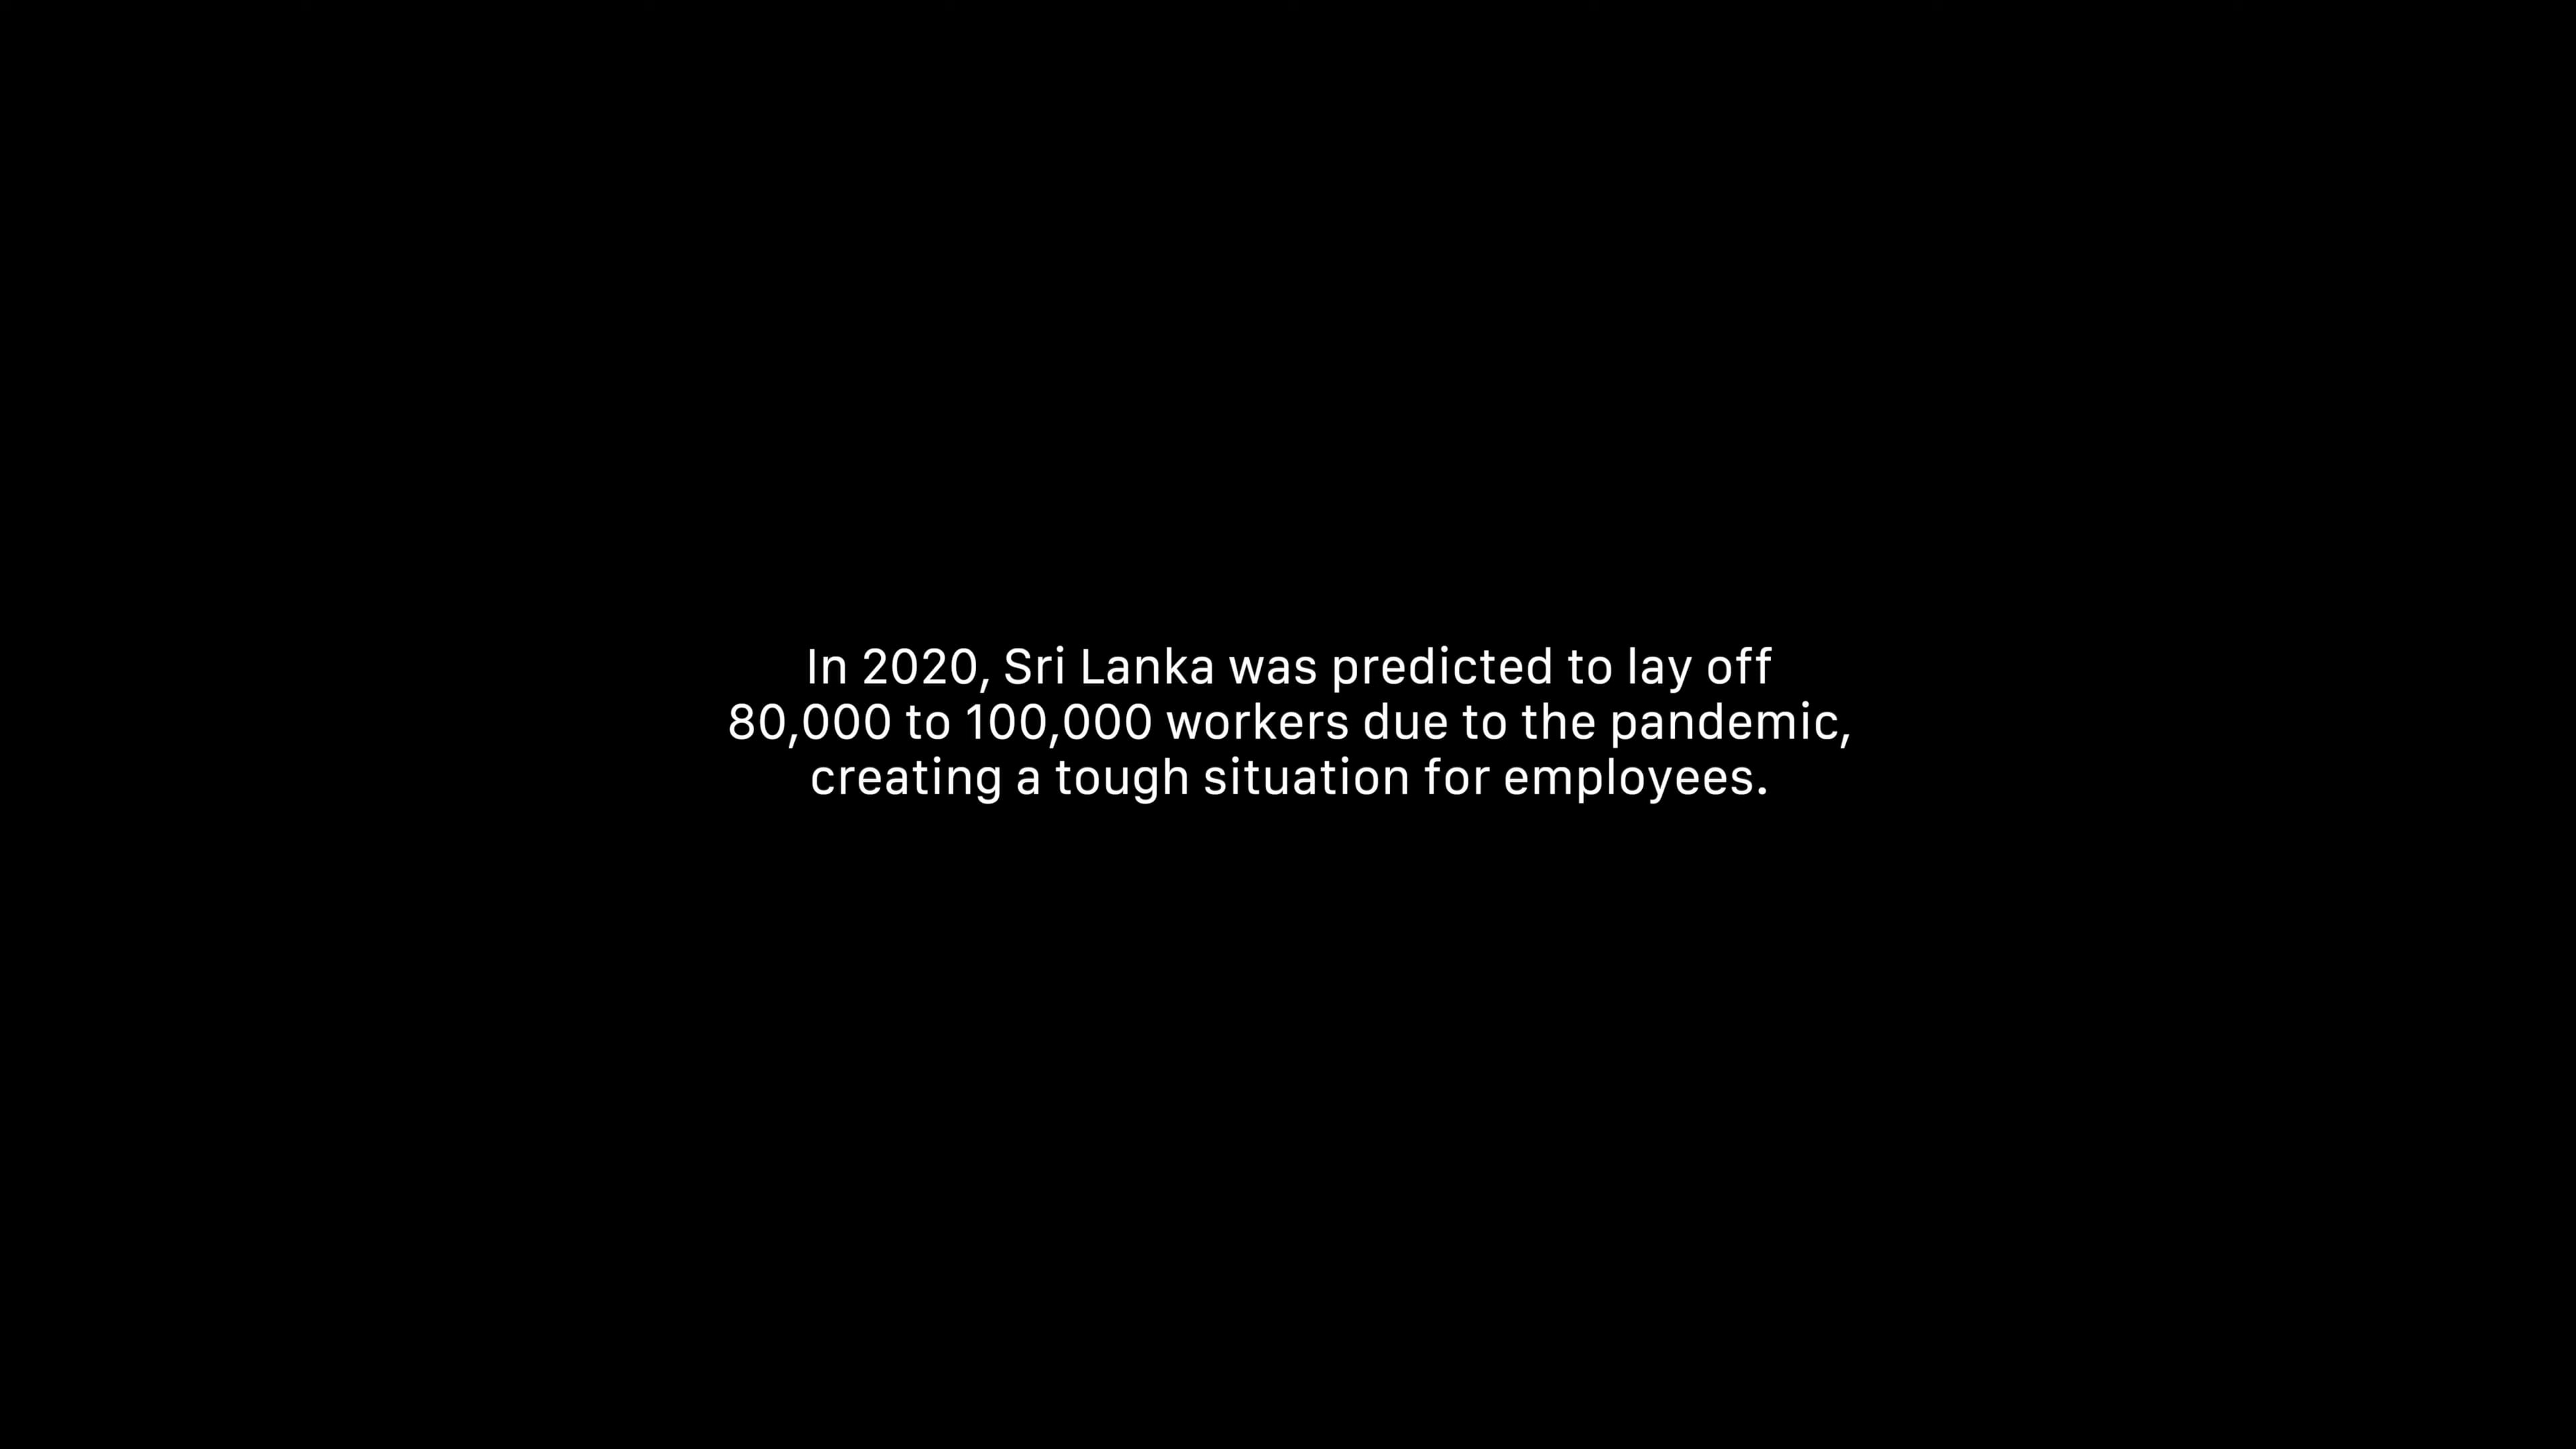 In 2020, Sri Lanka was predicted to lay off
80,000 to 100,000 workers due to the pandemic,
creating a tough situation for employees.